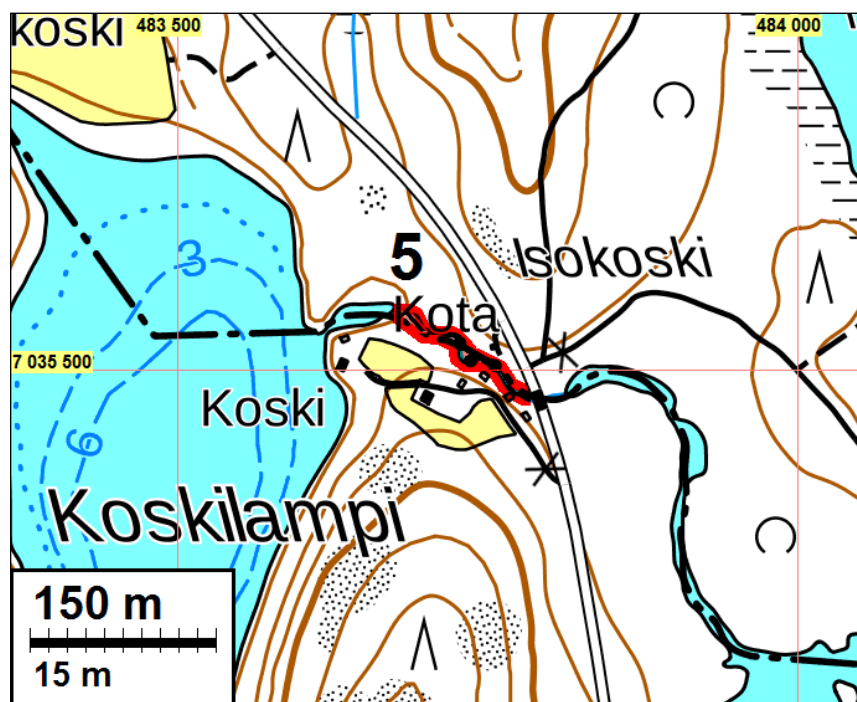 koski
483 500
484 000
3
5
Isokoski
Kota
7 035 500
Koski
6
Koskilampi
150 m
15 m